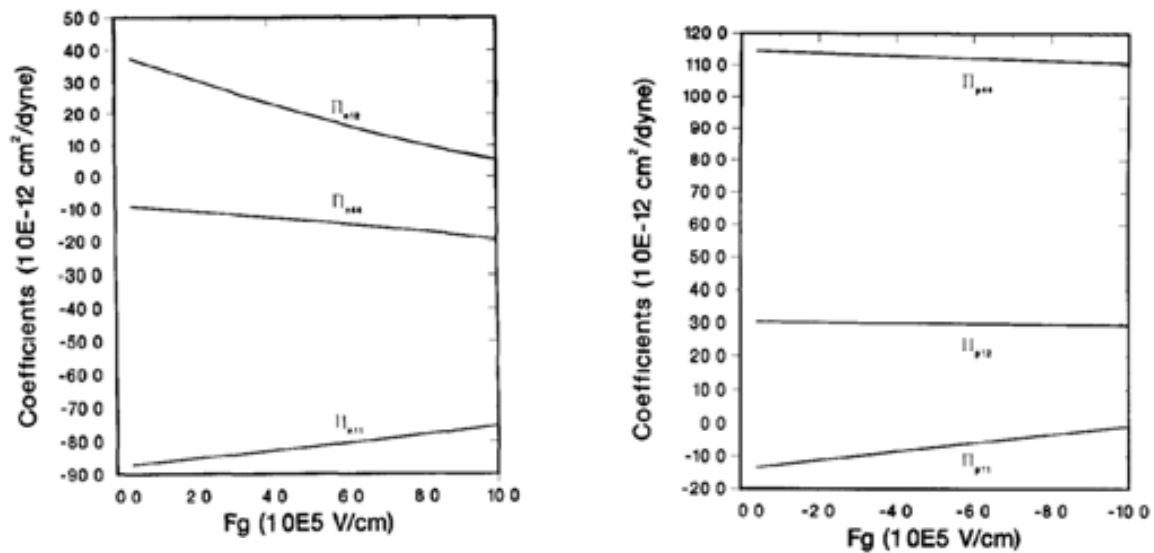 Coefficients (1 0E-12 cm²/dyne)
50 0
40 0
30 0
20 0
10 0
0 0
-10 0
-20 0
-30 0
-40 0
-50 0
-60 0
-70 0
-80 0
-90 0
Π
Π
Π
0 0 2 0 4 0 6 0 8 0 10 0
Fg (1 0E5 V/cm)
Coefficients (1 0E-12 cm²/dyne)
120 0
110 0
100 0
90 0
80 0
70 0
60 0
50 0
40 0
30 0
20 0
10 0
0 0
-10 0
-20 0
Πp44
Πp12
Πp11
0 0 -2 0 -4 0 -6 0 -8 0 -10 0
Fg (1 0E5 V/cm)